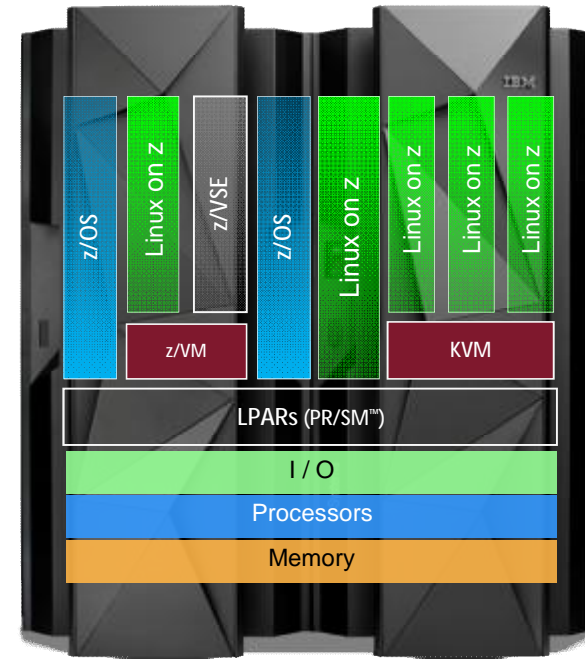 IBM
z/OS
Linux on z
z/VSE
z/OS
Linux on z
Linux on z
Linux on z
Linux on z
z/VM
KVM
LPARs (PR/SM™)
I / O
Processors
Memory